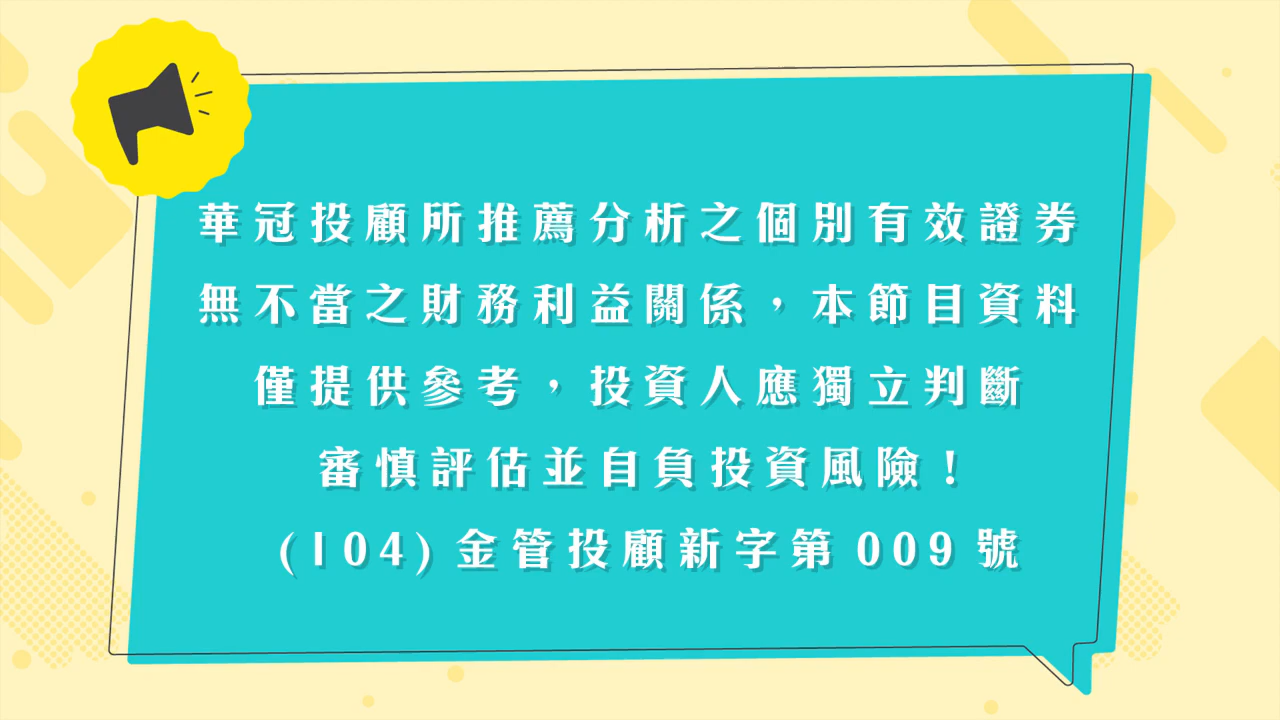 華冠投顧所推薦分析之個別有效證券
無不當之財務利益關係，本節目資料
僅提供參考，投資人應獨立判斷
審慎評估並自負投資風險！
(104) 金管投顧新字第 009 號